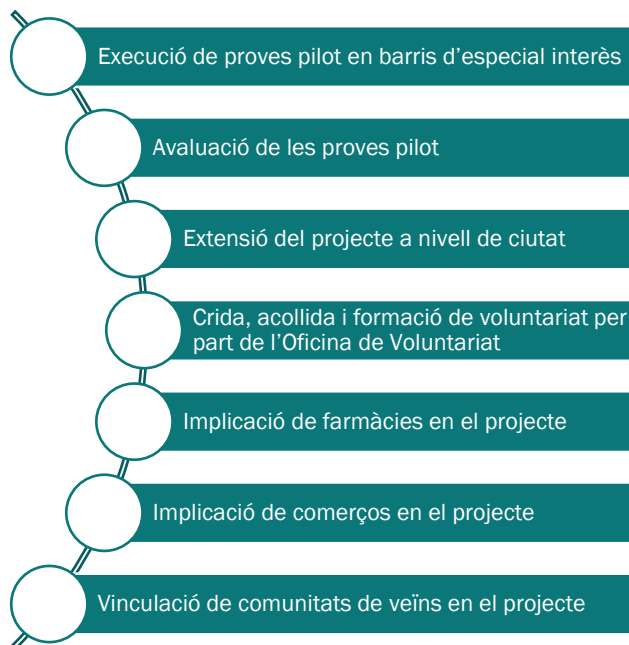 Execució de proves pilot en barris d’especial interès
Avaluació de les proves pilot
Extensió del projecte a nivell de ciutat
Crida, acollida i formació de voluntariat per
part de l’Oficina de Voluntariat
Implicació de farmàcies en el projecte
Implicació de comerços en el projecte
Vinculació de comunitats de veïns en el projecte